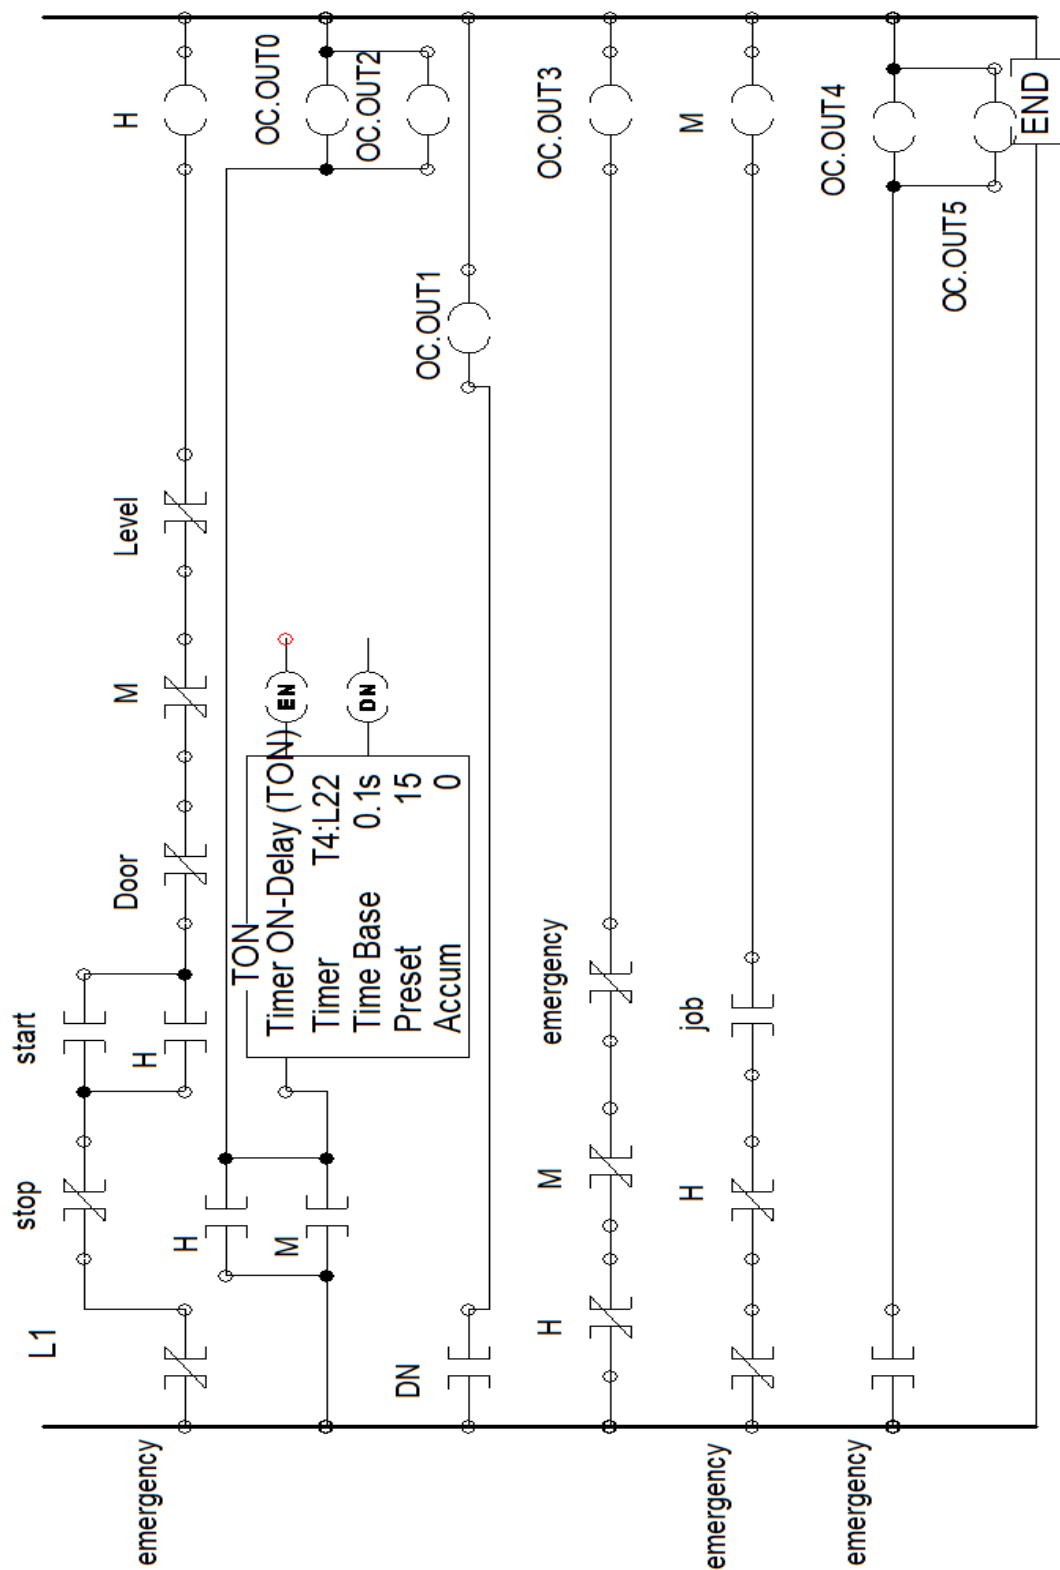 L1
stop
start
emergency
H
Door
M
Level
H
H
M
TON
Timer ON-Delay (TON)
Timer T4:L22
Time Base 0.1s
Preset 15
Accum 0
EN
DN
OC.OUT0
OC.OUT2
DN
OC.OUT1
H
M
emergency
OC.OUT3
emergency
H
job
M
emergency
OC.OUT4
OC.OUT5
END